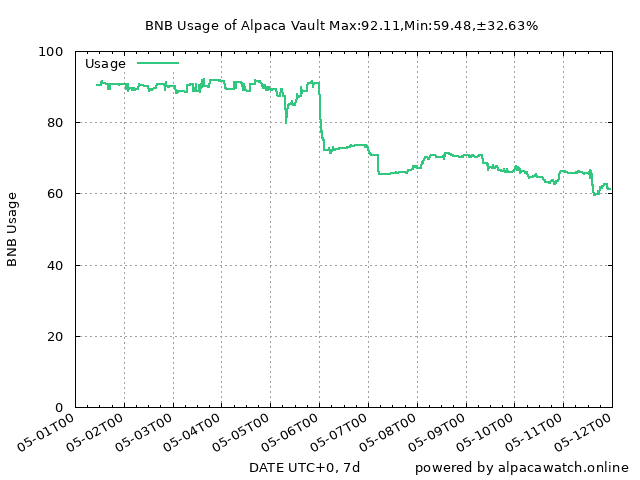 BNB Usage of Alpaca Vault Max:92.11,Min:59.48,±32.63%
Usage
100
80
60
40
20
0
BNB Usage
05-01T00
05-02T00
05-03T00
05-04T00
05-05T00
05-06T00
05-07T00
05-08T00
05-09T00
05-10T00
05-11T00
05-12T00
DATE UTC+0, 7d
powered by alpacawatch.online